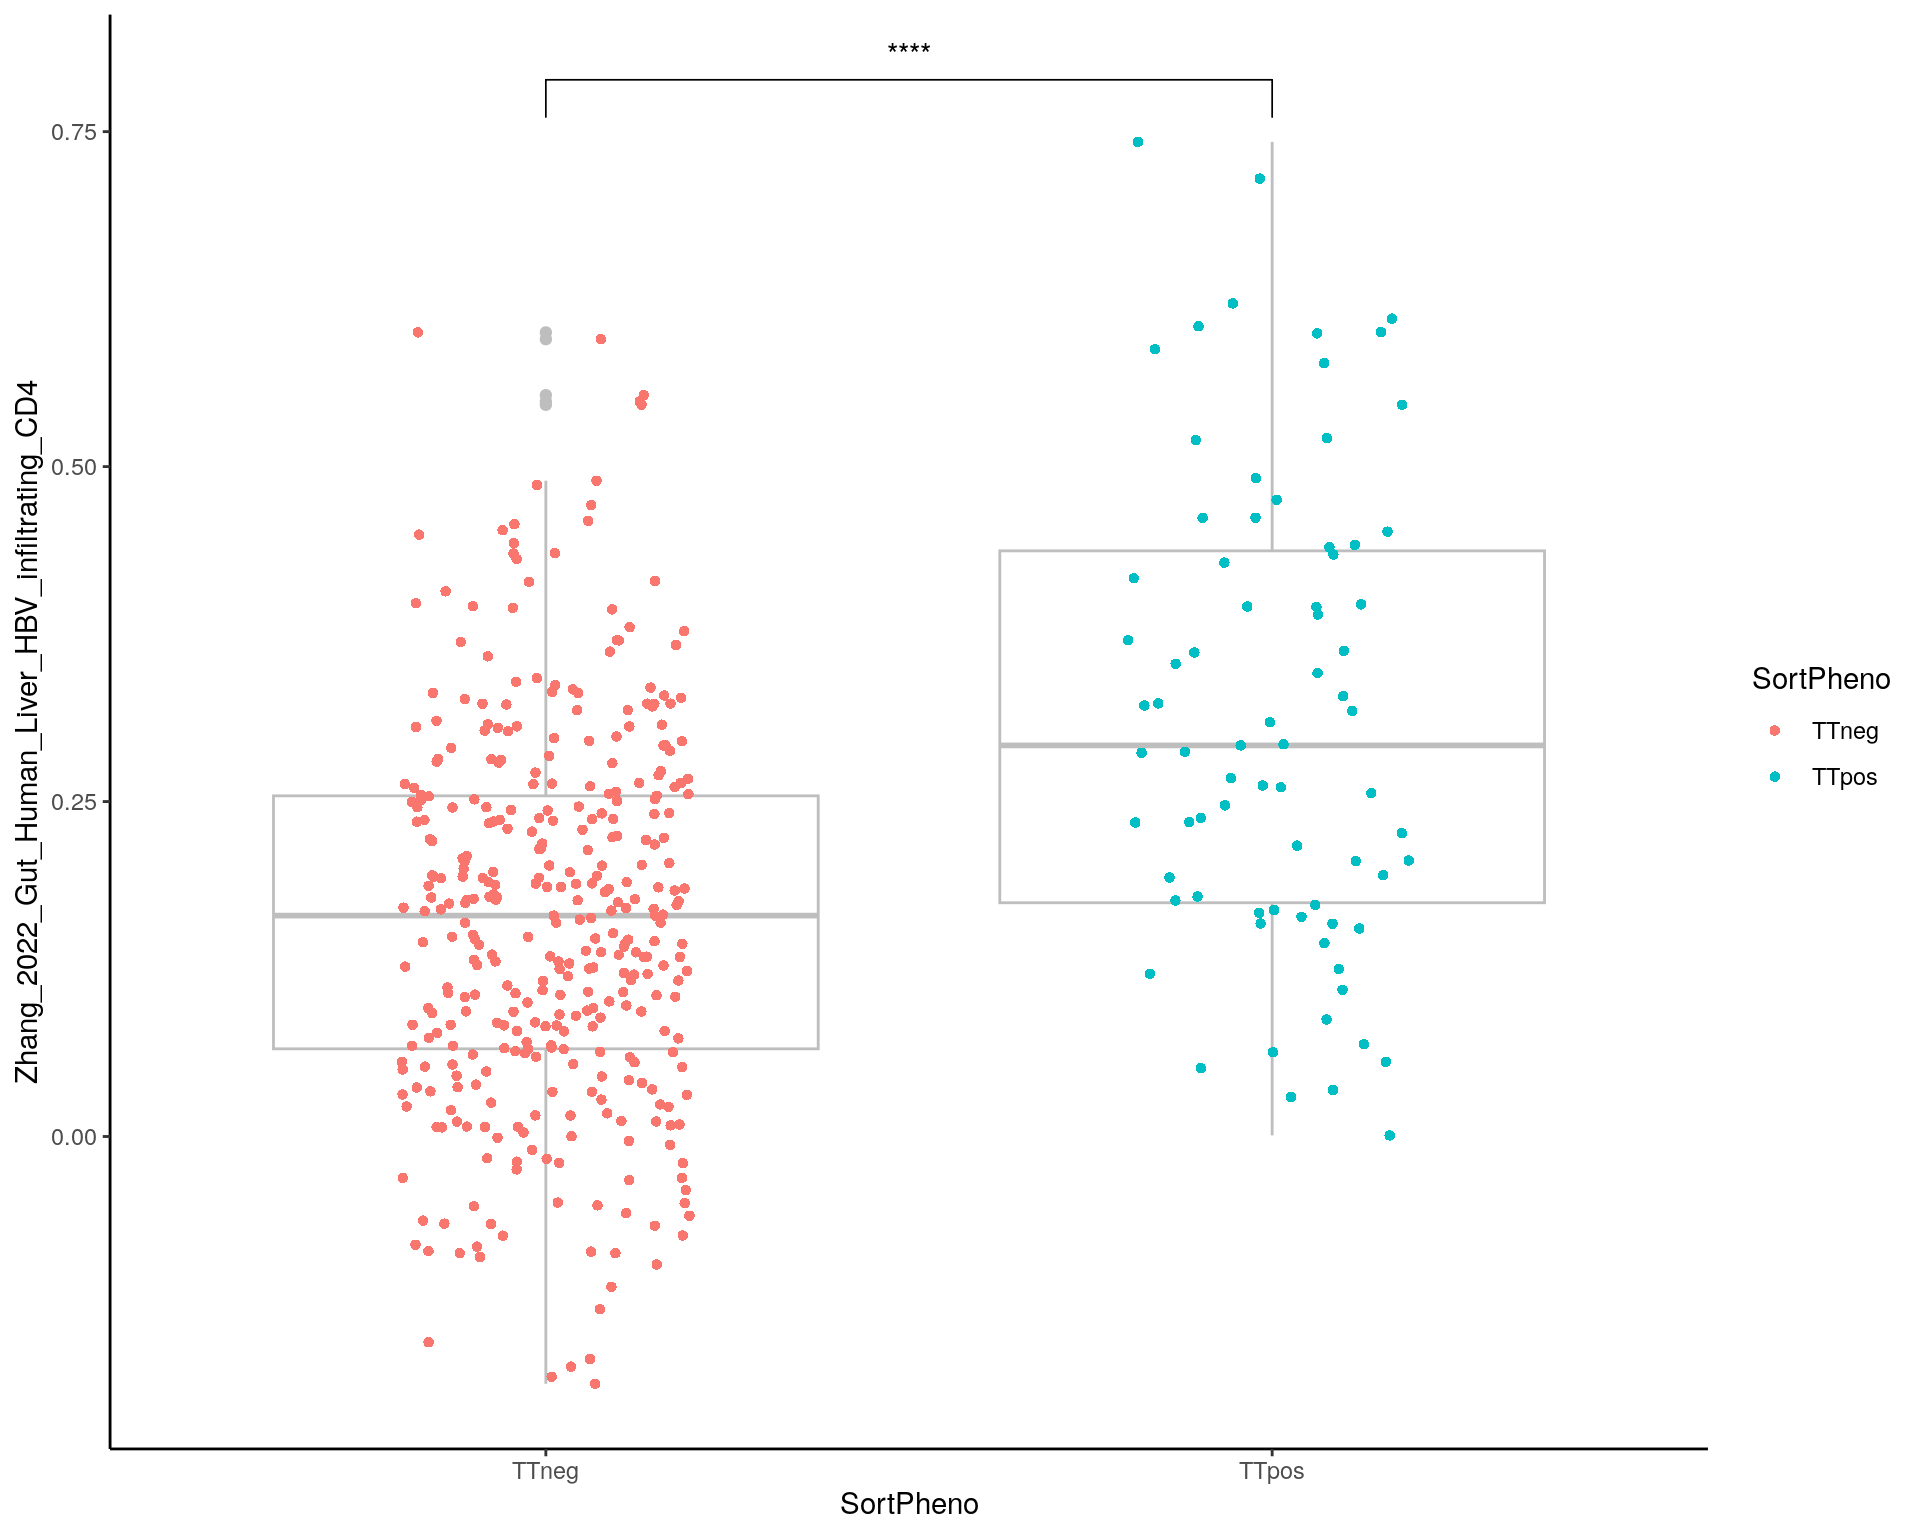 ****
0.75
0.50
0.25
0.00
Zhang_2022_Gut_Human_Liver_HBV_infiltrating_CD4
TTneg
TTpos
SortPheno
SortPheno
TTneg
TTpos